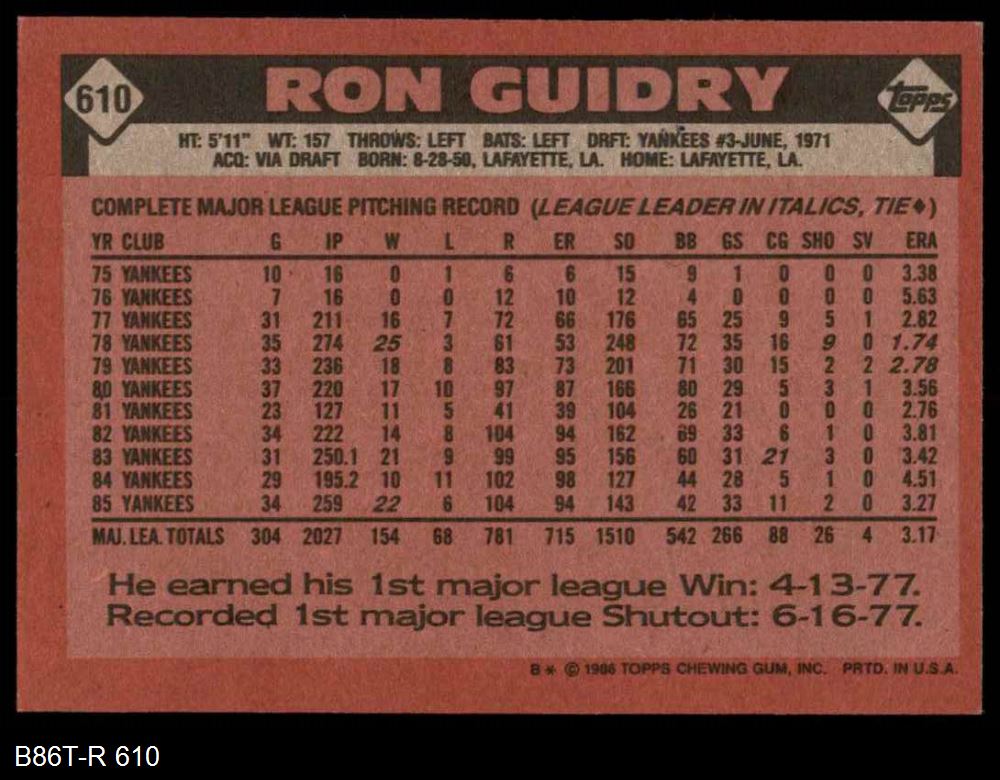 610 RON GUIDRY topps
HT: 5'11" WT: 157 THROWS: LEFT BATS: LEFT DRFT: YANKEES #3-JUNE, 1971
ACQ: VIA DRAFT BORN: 8-28-50, LAFAYETTE, LA. HOME: LAFAYETTE, LA.
COMPLETE MAJOR LEAGUE PITCHING RECORD (LEAGUE LEADER IN ITALICS, TIE♦)
YR CLUB G IP W L R ER SO BB GS CG SHO SV ERA
75 YANKEES 10 16 0 1 6 6 15 9 1 0 0 0 3.38
76 YANKEES 7 16 0 0 12 10 12 4 0 0 0 0 5.63
77 YANKEES 31 211 16 7 72 66 176 65 25 9 5 1 2.82
78 YANKEES 35 274 25 3 61 53 248 72 35 16 9 0 1.74
79 YANKEES 33 236 18 8 83 73 201 71 30 15 2 2 2.78
80 YANKEES 37 220 17 10 97 87 166 80 29 5 3 1 3.56
81 YANKEES 23 127 11 5 41 39 104 26 21 0 0 0 2.76
82 YANKEES 34 222 14 8 104 94 162 69 33 6 1 0 3.81
83 YANKEES 31 250.1 21 9 99 95 156 60 31 21 3 0 3.42
84 YANKEES 29 195.2 10 11 102 98 127 44 28 5 1 0 4.51
85 YANKEES 34 259 22 6 104 94 143 42 33 11 2 0 3.27
MAJ. LEA. TOTALS 304 2027 154 68 781 715 1510 542 266 88 26 4 3.17
He earned his 1st major league Win: 4-13-77.
Recorded 1st major league Shutout: 6-16-77.
B* © 1986 TOPPS CHEWING GUM, INC. PRTD. IN U.S.A.
B86T-R 610